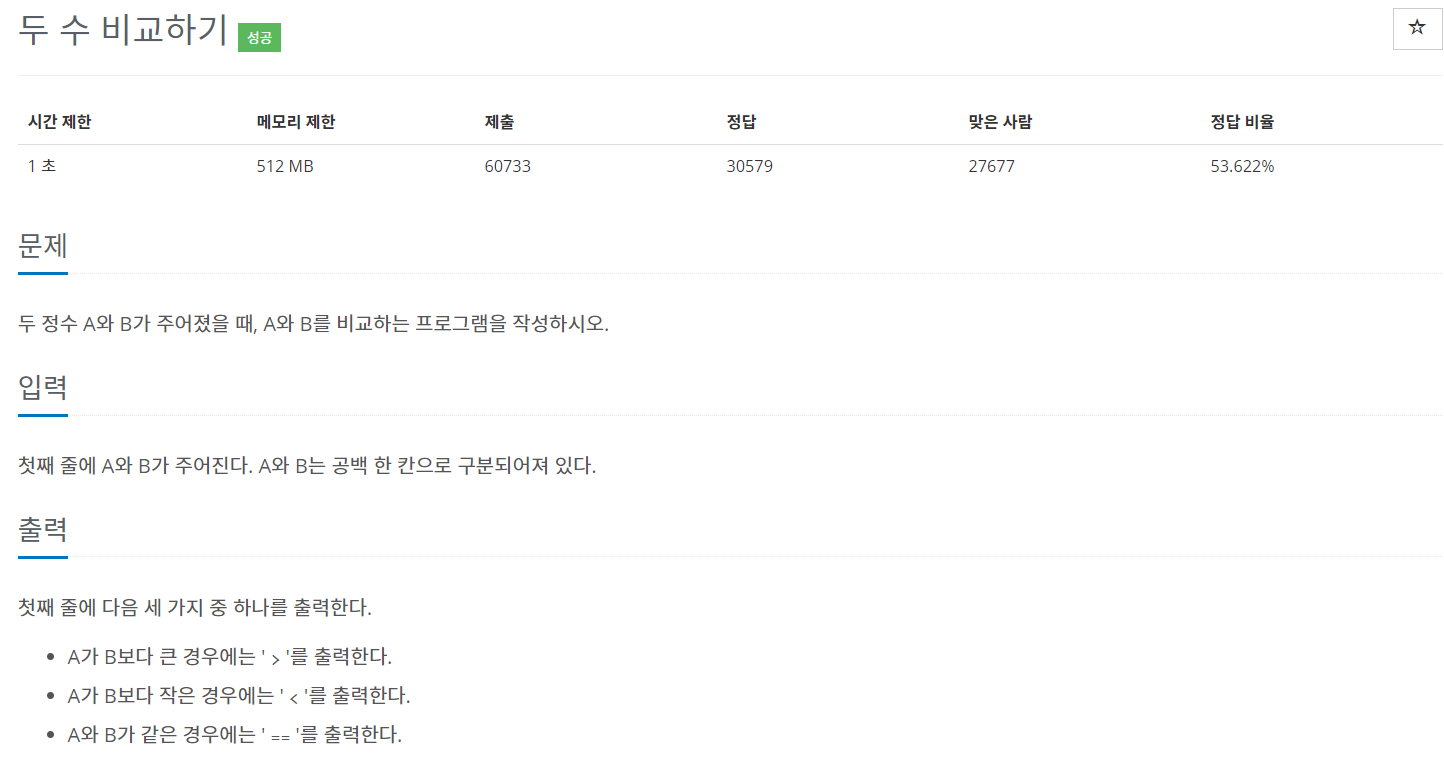 두 수 비교하기 성공
시간 제한 메모리 제한 제출 정답 맞은 사람 정답 비율
1 초 512 MB 60733 30579 27677 53.622%
문제
두 정수 A와 B가 주어졌을 때, A와 B를 비교하는 프로그램을 작성하시오.
입력
첫째 줄에 A와 B가 주어진다. A와 B는 공백 한 칸으로 구분되어져 있다.
출력
첫째 줄에 다음 세 가지 중 하나를 출력한다.
• A가 B보다 큰 경우에는 ' > '를 출력한다.
• A가 B보다 작은 경우에는 ' < '를 출력한다.
• A와 B가 같은 경우에는 ' == '를 출력한다.